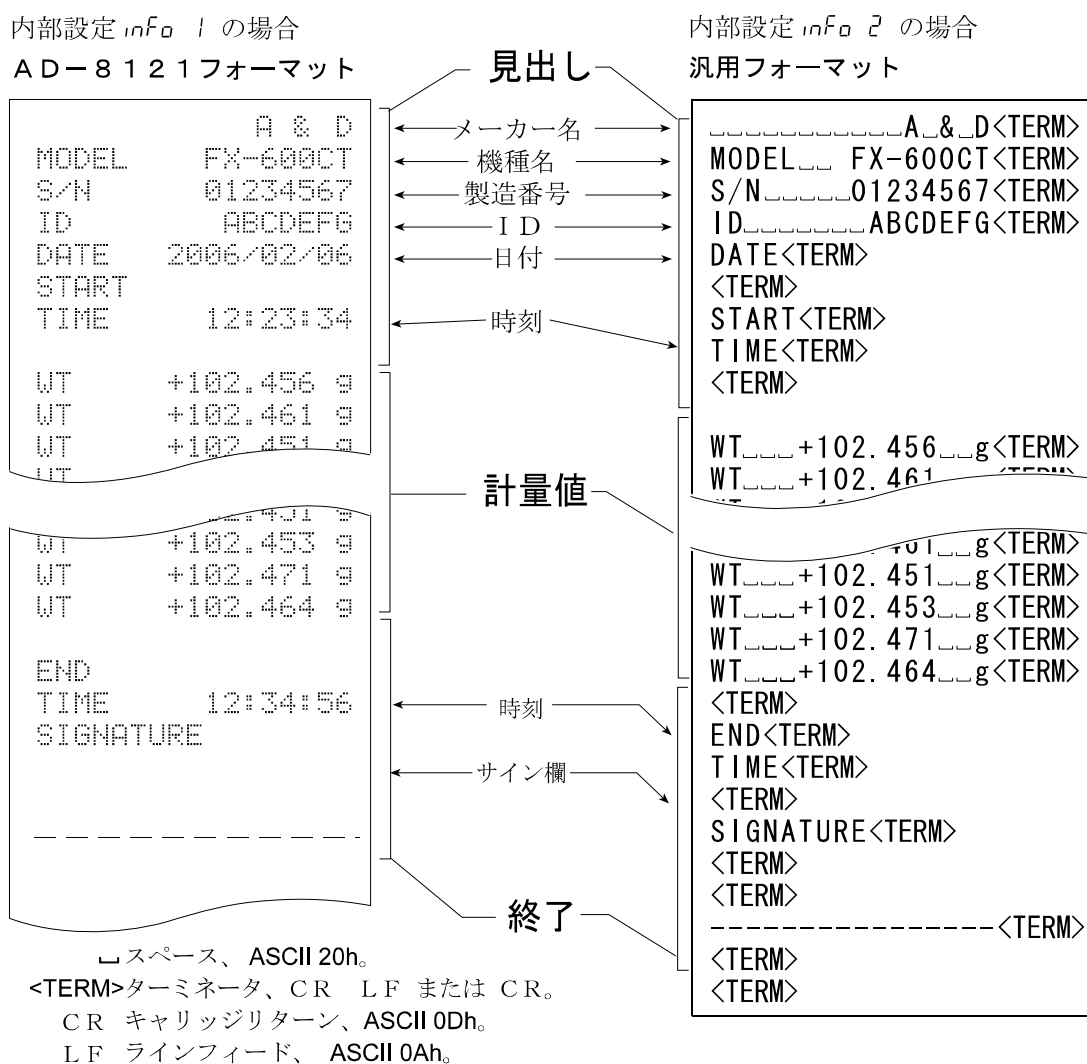 内部設定 info 1 の場合
AD-8121フォーマット
A & D
MODEL FX-600CT
S/N 01234567
ID ABCDEFG
DATE 2006/02/06
START
TIME 12:23:34
WT +102.456 g
WT +102.461 g
WT +102.451 g
WT
WT +102.453 g
WT +102.471 g
WT +102.464 g
END
TIME 12:34:56
SIGNATURE
見出し
メーカー名
機種名
製造番号
ID
日付
時刻
計量値
時刻
サイン欄
終了
内部設定 info 2 の場合
汎用フォーマット
␣␣␣␣␣␣␣␣␣␣␣A␣&␣D<TERM>
MODEL␣␣ FX-600CT<TERM>
S/N␣␣␣␣␣01234567<TERM>
ID␣␣␣␣␣␣␣ABCDEFG<TERM>
DATE<TERM>
<TERM>
START<TERM>
TIME<TERM>
<TERM>
WT␣␣␣+102.456␣␣g<TERM>
WT␣␣␣+102.461 <TERM>
461␣␣g<TERM>
WT␣␣␣+102.451␣␣g<TERM>
WT␣␣␣+102.453␣␣g<TERM>
WT␣␣␣+102.471␣␣g<TERM>
WT␣␣␣+102.464␣␣g<TERM>
<TERM>
END<TERM>
TIME<TERM>
<TERM>
SIGNATURE<TERM>
<TERM>
<TERM>
----------------<TERM>
<TERM>
<TERM>
␣スペース、 ASCII 20h。
<TERM>ターミネータ、CR LF または CR。
CR キャリッジリターン、ASCII 0Dh。
LF ラインフィード、 ASCII 0Ah。